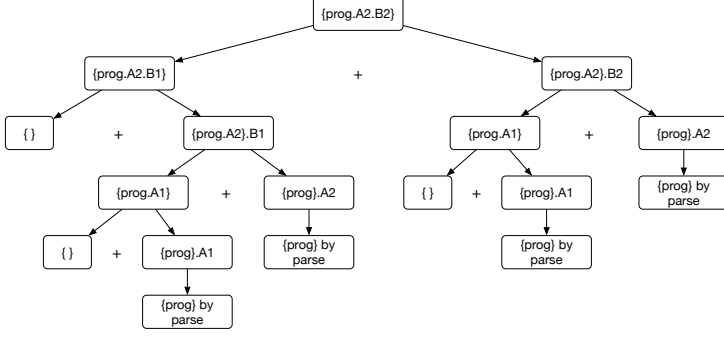 {prog.A2.B2}
{prog.A2.B1}
+
{prog.A2}.B2
{ }
+
{prog.A2}.B1
{prog.A1}
+
{prog}.A2
{prog.A1}
+
{prog}.A2
{ }
+
{prog}.A1
{prog} by
parse
{ }
+
{prog}.A1
{prog} by
parse
{prog} by
parse
{prog} by
parse